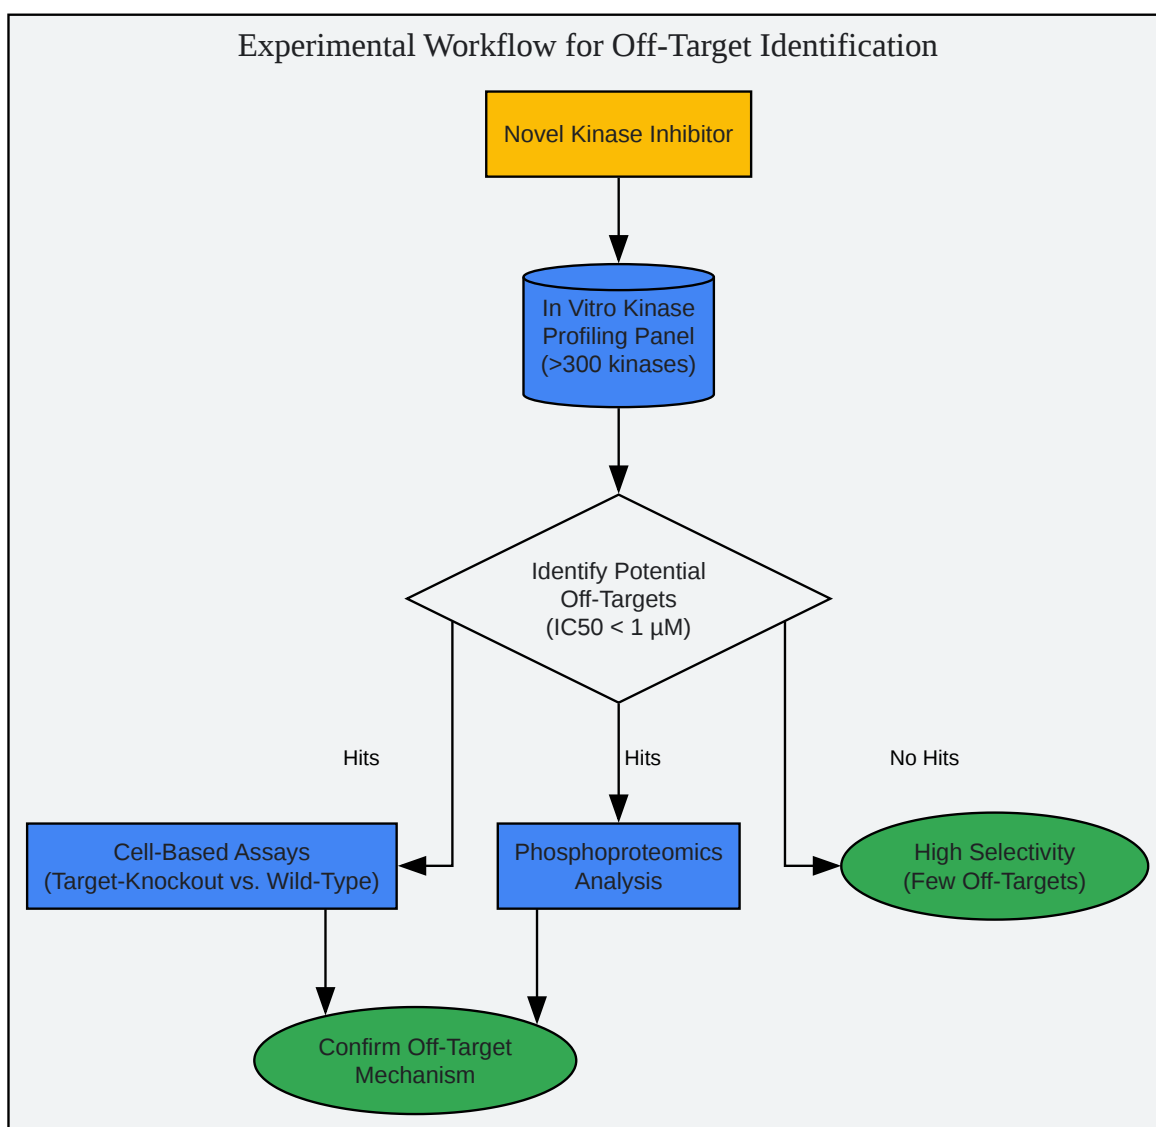 Experimental Workflow for Off-Target Identification
Novel Kinase Inhibitor
In Vitro Kinase
Profiling Panel
(>300 kinases)
Identify Potential
Off-Targets
(IC50 < 1 µM)
Hits
Hits
No Hits
Cell-Based Assays
(Target-Knockout vs. Wild-Type)
Phosphoproteomics
Analysis
High Selectivity
(Few Off-Targets)
Confirm Off-Target
Mechanism